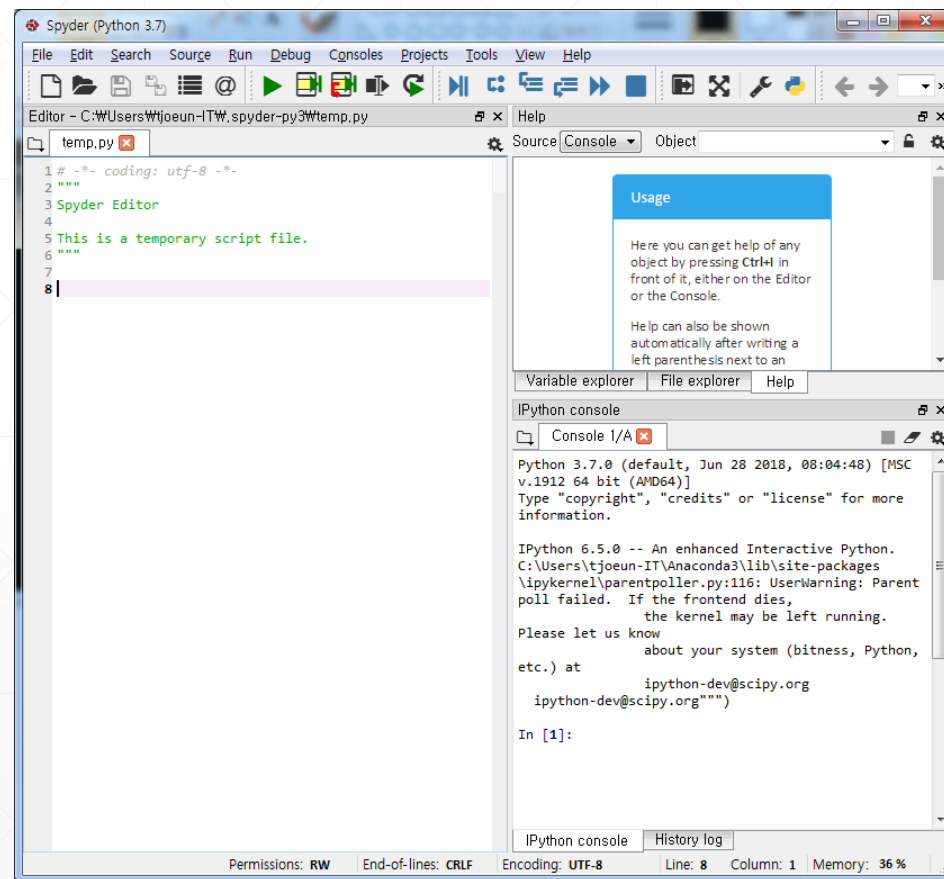 Spyder (Python 3.7)
File Edit Search Source Run Debug Consoles Projects Tools View Help
Editor - C:₩Users₩tjoeun-IT₩.spyder-py3₩temp.py
temp.py
1 # -*- coding: utf-8 -*-
2 """
3 Spyder Editor
4
5 This is a temporary script file.
6 """
7
8
Help
Source Console Object
Usage
Here you can get help of any
object by pressing Ctrl+I in
front of it, either on the Editor
or the Console.
Help can also be shown
automatically after writing a
left parenthesis next to an
Variable explorer File explorer Help
IPython console
Console 1/A
Python 3.7.0 (default, Jun 28 2018, 08:04:48) [MSC
v.1912 64 bit (AMD64)]
Type "copyright", "credits" or "license" for more
information.
IPython 6.5.0 -- An enhanced Interactive Python.
C:\Users\tjoeun-IT\Anaconda3\lib\site-packages
\ipykernel\parentpoller.py:116: UserWarning: Parent
poll failed.  If the frontend dies,
the kernel may be left running.
Please let us know
about your system (bitness, Python,
etc.) at
ipython-dev@scipy.org
ipython-dev@scipy.org""")
In [1]:
IPython console History log
Permissions: RW End-of-lines: CRLF Encoding: UTF-8 Line: 8 Column: 1 Memory: 36 %